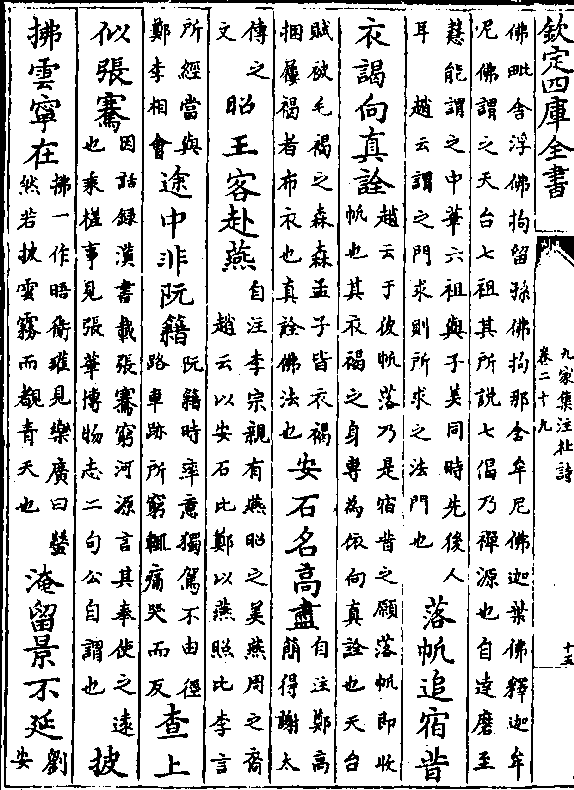 欽定四庫全書
九家集注杜詩
卷二十九
十五
佛毗舍浮佛拘留孫佛拘那含牟尼佛迦葉佛釋迦牟
尼佛謂之天台七祖其所說七偈乃禪源也自達磨至
慧能謂之中華六祖與子美同時先後人
耳 趙云謂之門求則所求之法門也
落帆追宿昔
衣謁向真詮
趙云于彼帆落乃是宿昔之願落帆即收
帆也其衣褐之身專為依向真詮也天台
賦被毛褐之森森孟子皆衣褐
捆屨褐者布衣也真詮佛法也
安石名高盡
自注鄭高
簡得謝太
傅之
文
昭王客赴燕
自注李宗親有燕昭之美燕周之裔
趙云以安石比鄭以燕昭比李言
所經當與
鄭李相會
途中非阮籍
阮籍時率意獨駕不由徑
路車跡所窮輒痛哭而反
查上
似張騫
因話錄漢書載張騫窮河源言其奉使之遠
也乘槎事見張華博物志二句公自謂也
披
拂雲寧在
拂一作晤衛瓘見樂廣曰瑩
然若披雲霧而覩青天也
淹留景不延
劉
安